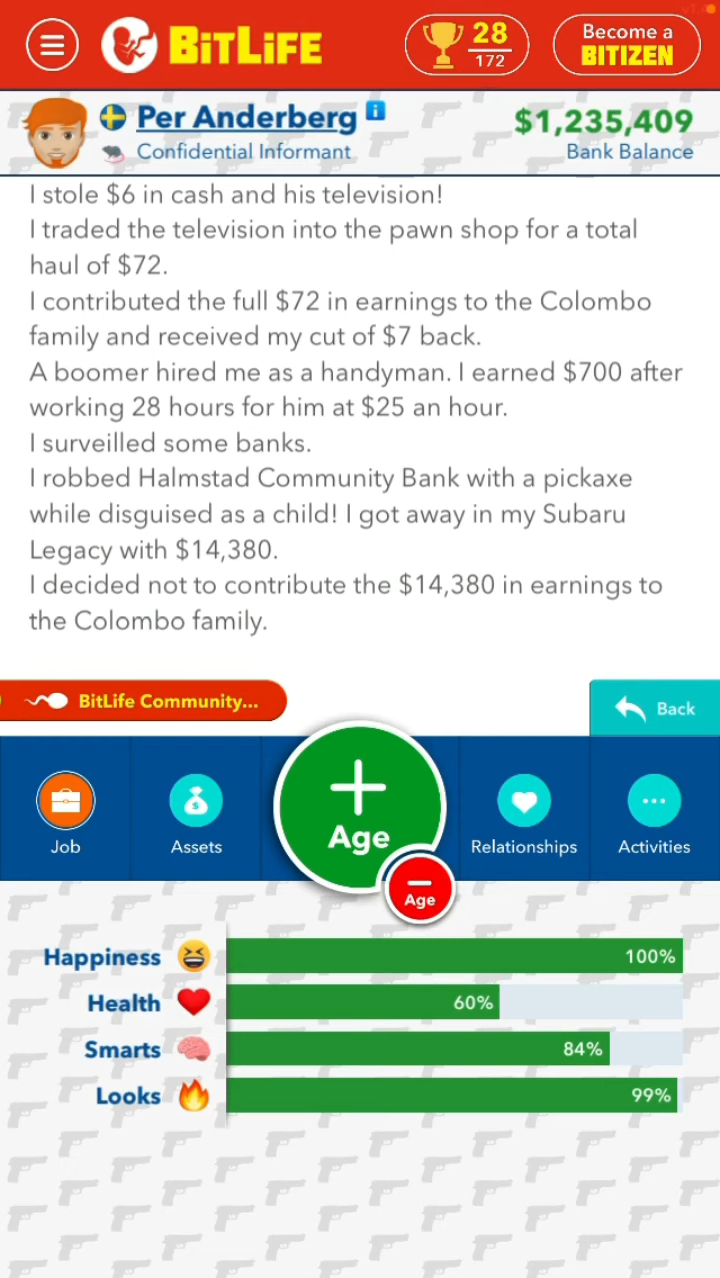 BITLIFE
28
172
Become a
BITIZEN
Per Anderberg
$1,235,409
Confidential Informant
Bank Balance
I stole $6 in cash and his television!
I traded the television into the pawn shop for a total
haul of $72.
I contributed the full $72 in earnings to the Colombo
family and received my cut of $7 back.
A boomer hired me as a handyman. I earned $700 after
working 28 hours for him at $25 an hour.
I surveilled some banks.
I robbed Halmstad Community Bank with a pickaxe
while disguised as a child! I got away in my Subaru
Legacy with $14,380.
I decided not to contribute the $14,380 in earnings to
the Colombo family.
BitLife Community...
Back
Job
Assets
Age
Relationships
Activities
Age
Happiness 100%
Health 60%
Smarts 84%
Looks 99%